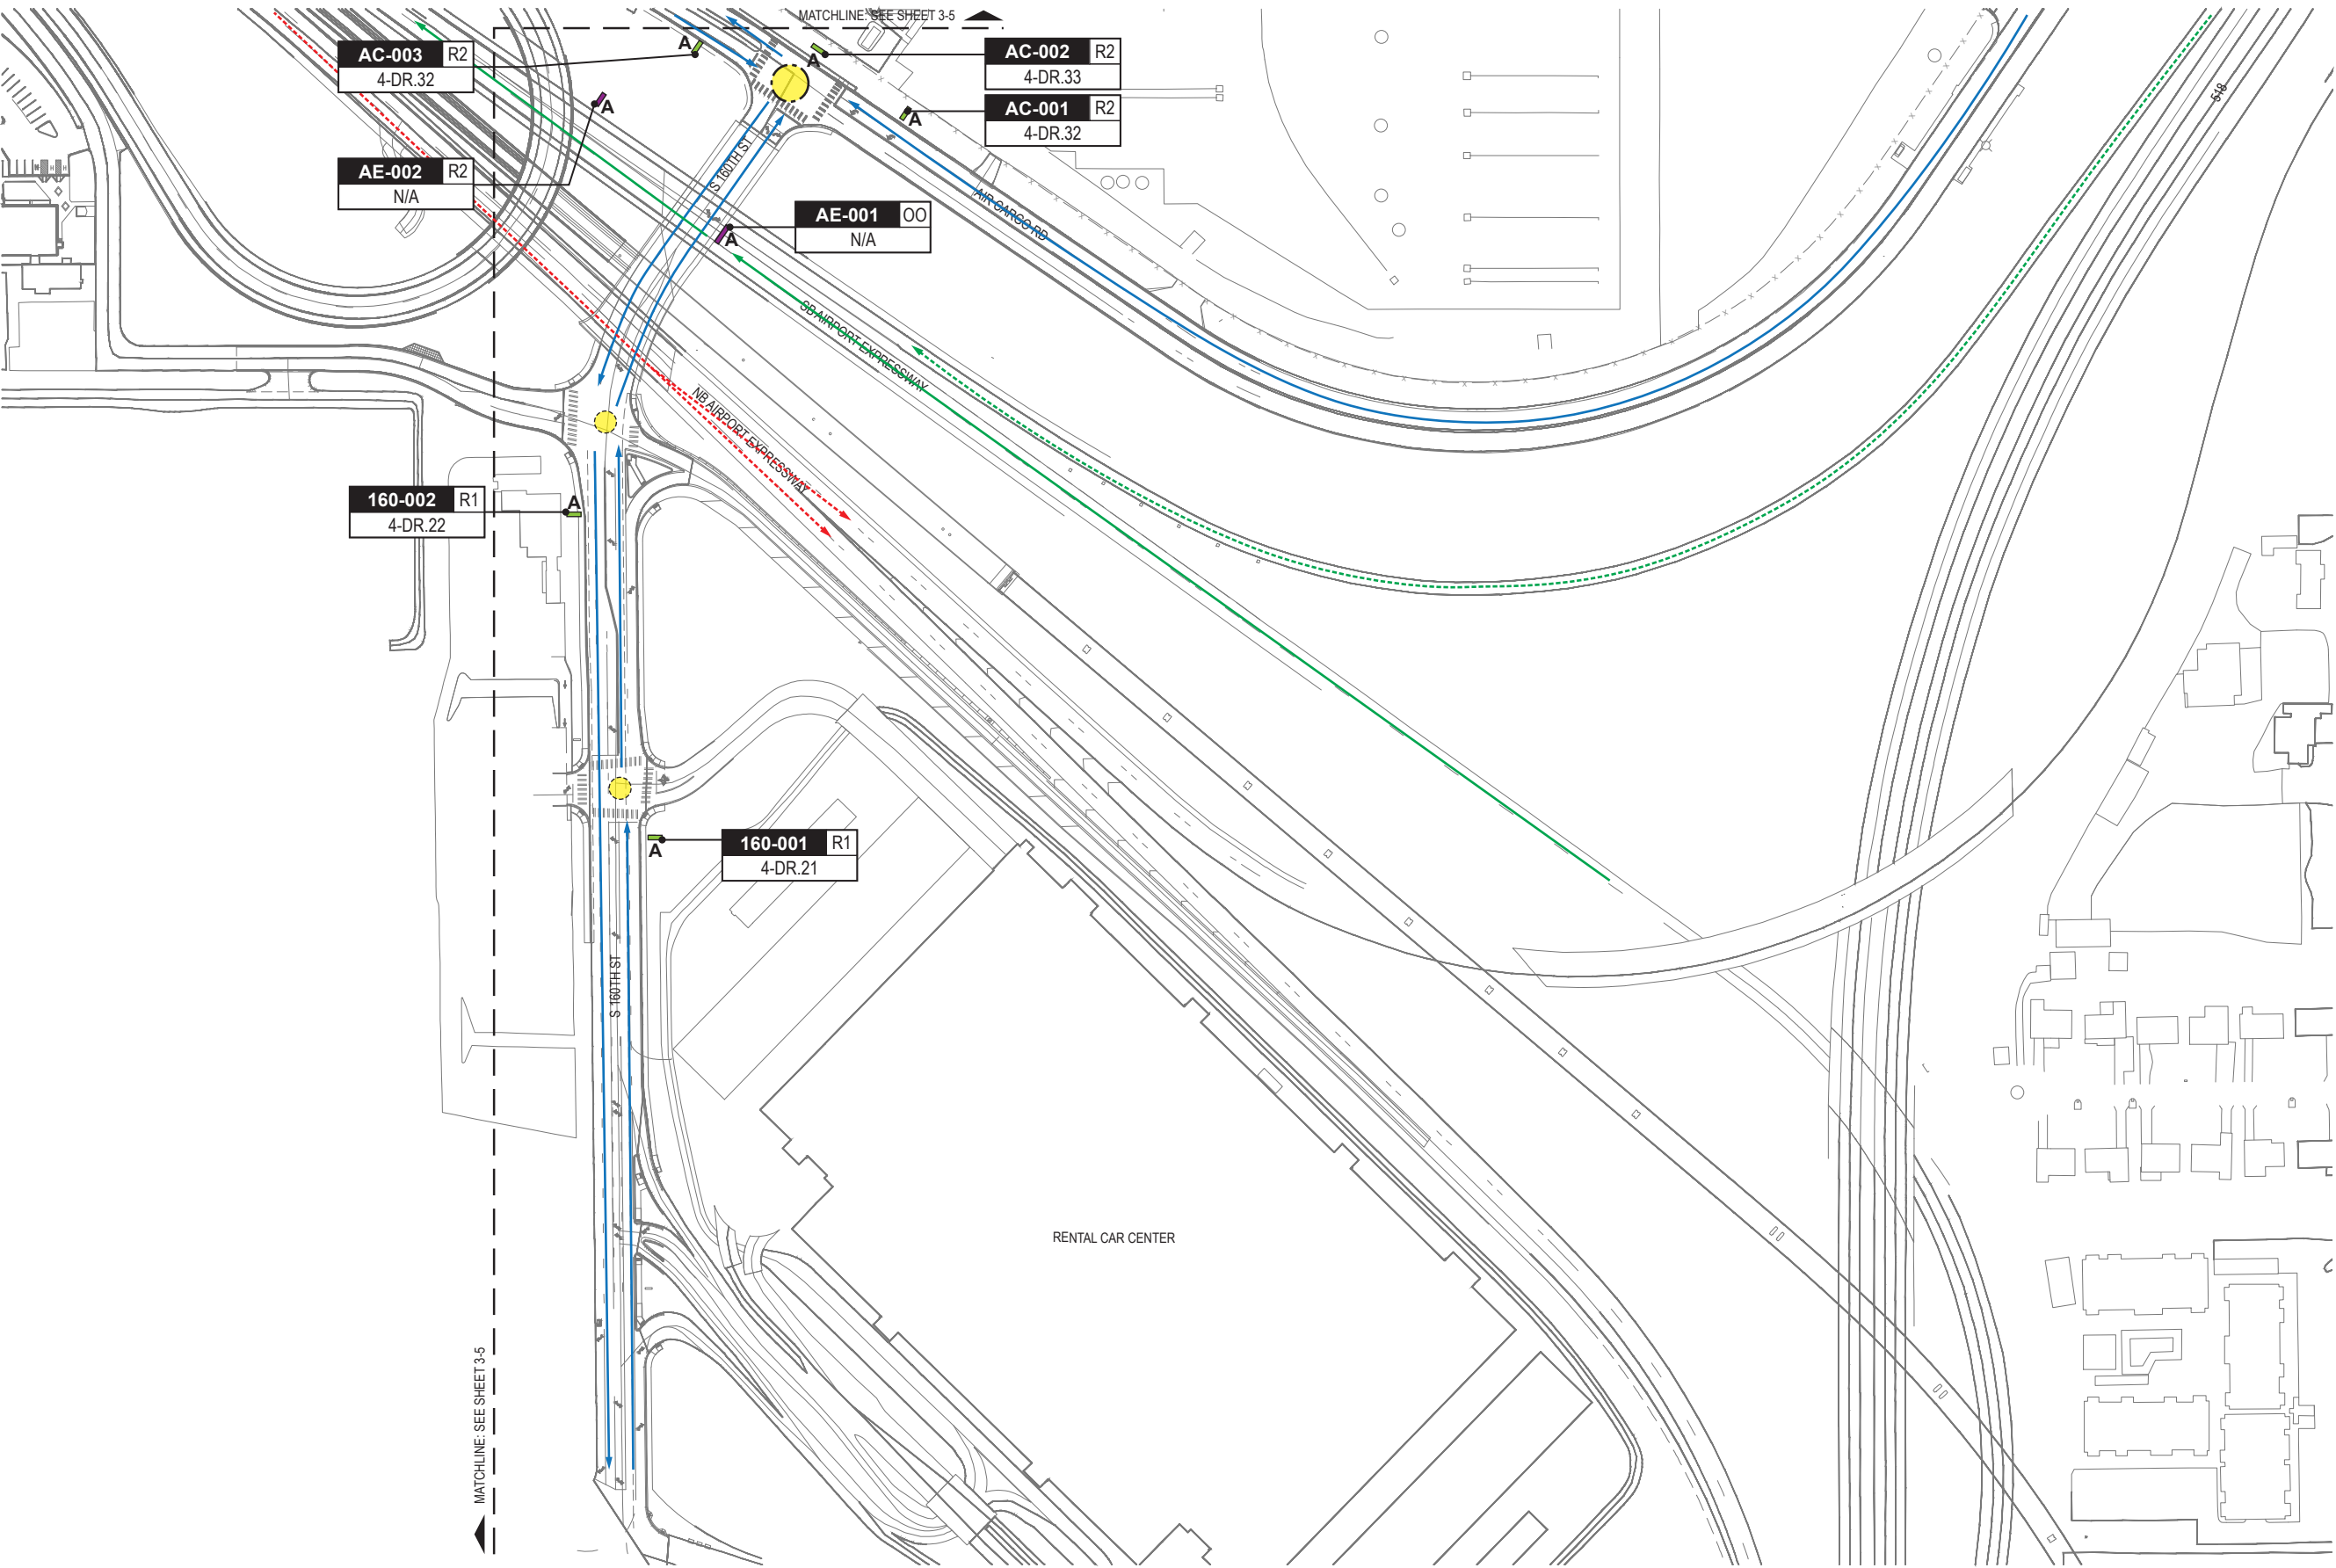 MATCHLINE: SEE SHEET 3-5
AC-003 R2
4-DR.32
A
A
AC-002 R2
4-DR.33
AC-001 R2
4-DR.32
A
A
518
AE-002 R2
N/A
S 160TH ST
AIR CARGO RD
AE-001 OO
N/A
A
SB AIRPORT EXPRESSWAY
NB AIRPORT EXPRESSWAY
160-002 R1
4-DR.22
A
160-001 R1
4-DR.21
A
S 160TH ST
RENTAL CAR CENTER
MATCHLINE: SEE SHEET 3-5